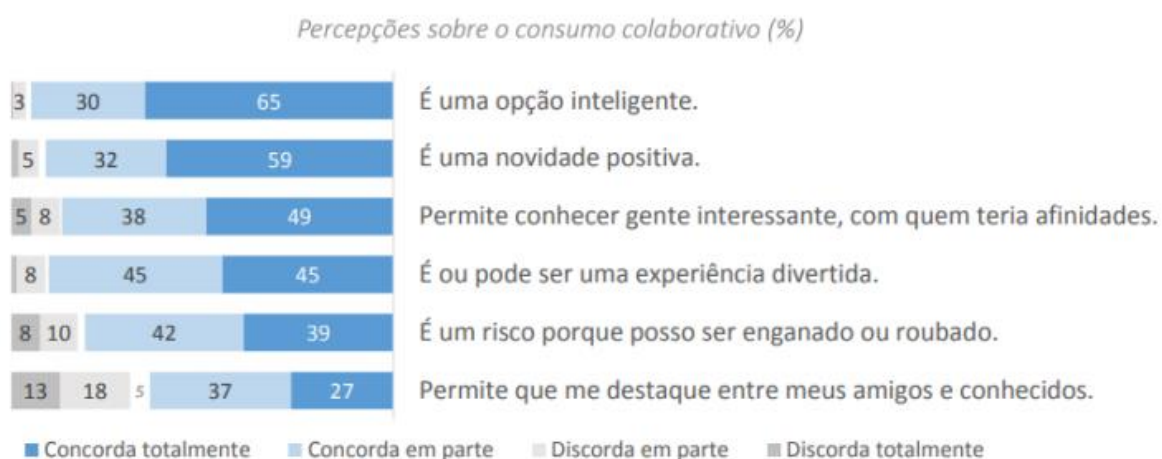 Percepções sobre o consumo colaborativo (%)
3 30 65 É uma opção inteligente.
5 32 59 É uma novidade positiva.
5 8 38 49 Permite conhecer gente interessante, com quem teria afinidades.
8 45 45 É ou pode ser uma experiência divertida.
8 10 42 39 É um risco porque posso ser enganado ou roubado.
13 18 5 37 27 Permite que me destaque entre meus amigos e conhecidos.
Concorda totalmente Concorda em parte Discorda em parte Discorda totalmente